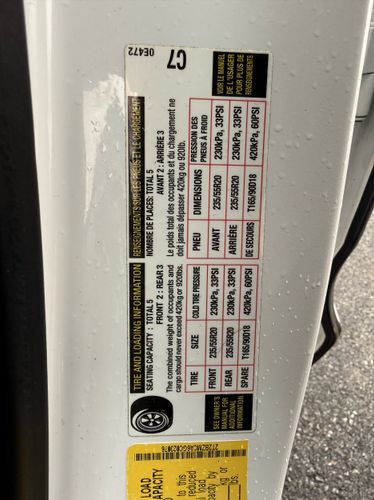 TIRE AND LOADING INFORMATION
SEATING CAPACITY : TOTAL 5 FRONT 2 : REAR 3
The combined weight of occupants and
cargo should never exceed 420kg or 920lbs.
TIRE SIZE COLD TIRE PRESSURE
FRONT 235/55R20 230kPa, 33PSI
REAR 235/55R20 230kPa, 33PSI
SPARE T165/90D18 420kPa, 60PSI
SEE OWNER'S
MANUAL FOR
ADDITIONAL
INFORMATION
RENSEIGNEMENTS SUR LES PNEUS ET LE CHARGEMENT
NOMBRE DE PLACES: TOTAL 5 AVANT 2 : ARRIÈRE 3
Le poids total des occupants et du chargement ne
doit jamais dépasser 420kg ou 920lb.
PNEU DIMENSIONS PRESSION DES
PNEUS À FROID
AVANT 235/55R20 230kPa, 33PSI
ARRIÈRE 235/55R20 230kPa, 33PSI
DE SECOURS T165/90D18 420kPa, 60PSI
VOIR LE MANUEL
DE L'USAGER
POUR PLUS DE
RENSEIGNEMENTS
0E472
C7
LOAD
CAPACITY
REDUCED
kg or
lbs